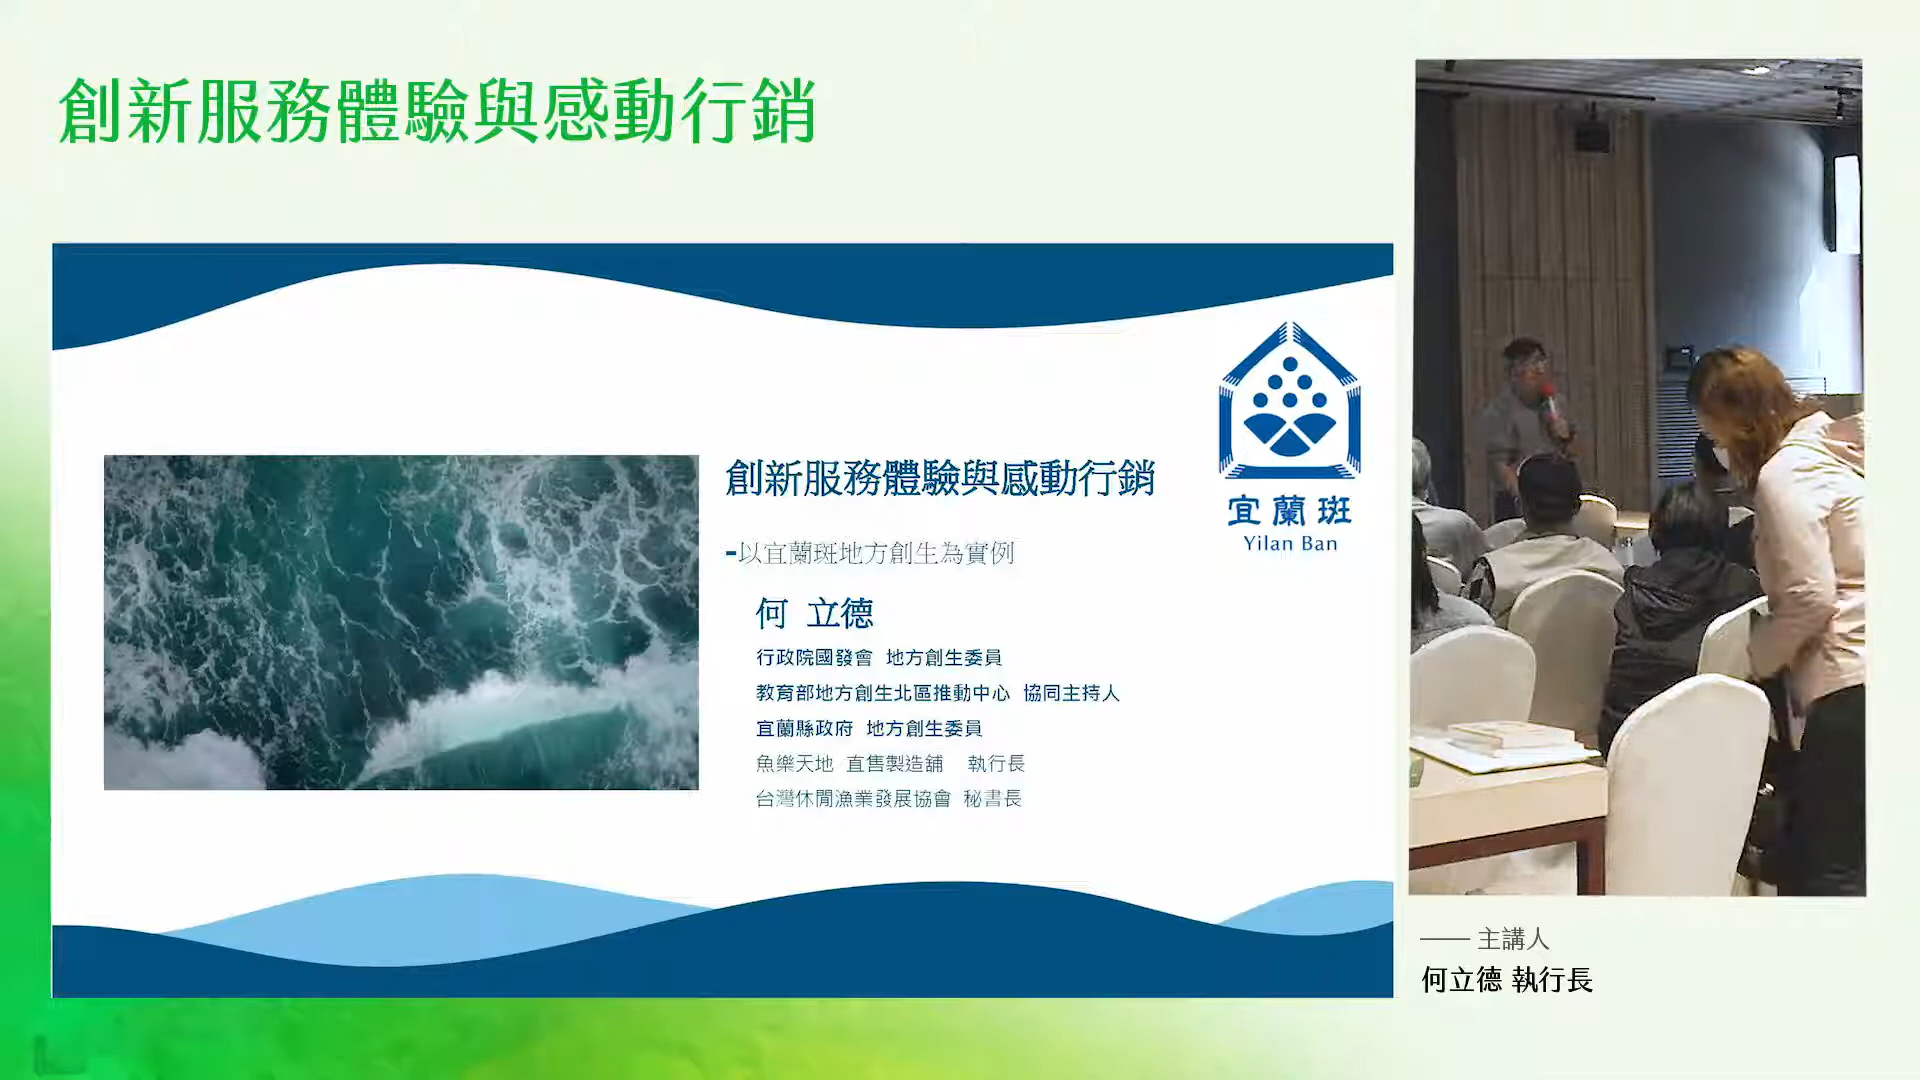 創新服務體驗與感動行銷
宜蘭斑
Yilan Ban
創新服務體驗與感動行銷
-以宜蘭斑地方創生為實例
何 立德
行政院國發會 地方創生委員
教育部地方創生北區推動中心 協同主持人
宜蘭縣政府 地方創生委員
魚樂天地 直售製造舖 執行長
台灣休閒漁業發展協會 秘書長
—— 主講人
何立德 執行長